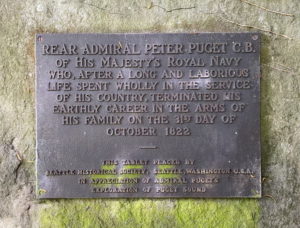 REAR ADMIRAL PETER PUGET C.B.
OF HIS MAJESTY'S ROYAL NAVY
WHO, AFTER A LONG AND LABORIOUS
LIFE SPENT WHOLLY IN THE SERVICE
OF HIS COUNTRY, TERMINATED HIS
EARTHLY CAREER IN THE ARMS OF
HIS FAMILY ON THE 31ST DAY OF
OCTOBER 1822
THIS TABLET PLACED BY
SEATTLE HISTORICAL SOCIETY, SEATTLE, WASHINGTON U.S.A.
IN APPRECIATION OF ADMIRAL PUGET'S
EXPLORATION OF PUGET SOUND